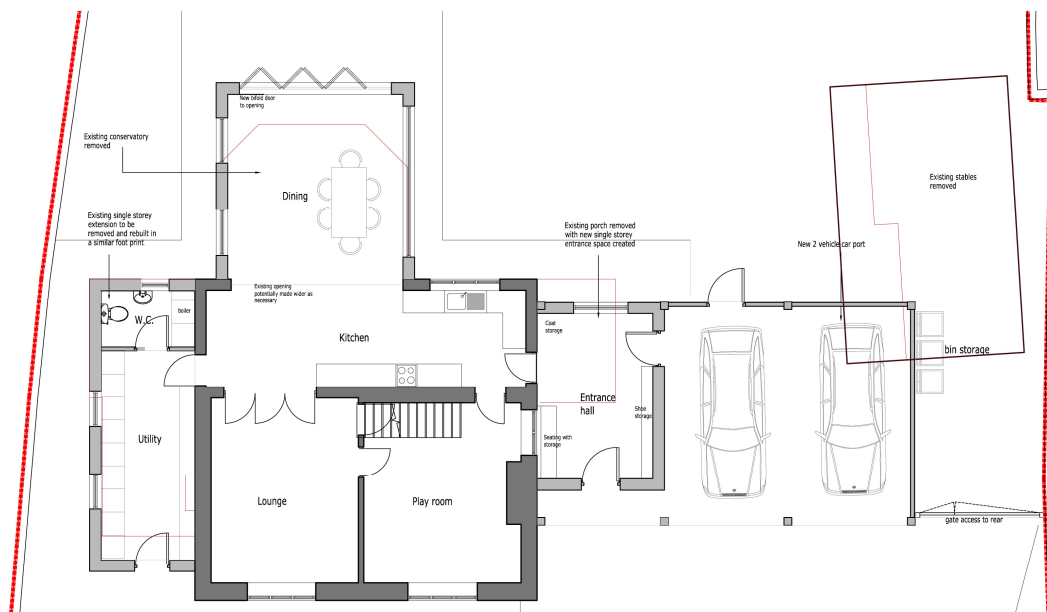 New bifold door
to opening
Existing conservatory
removed
Existing stables
removed
Dining
Existing single storey
extension to be
removed and rebuilt in
a similar foot print
Existing porch removed
with new single storey
entrance space created
New 2 vehicle car port
Existing opening
potentially made wider as
necessary
boiler
W.C.
Coat
storage
Kitchen
bin storage
Entrance
hall
Shoe
storage
Utility
Seating with
storage
Lounge
Play room
gate access to rear